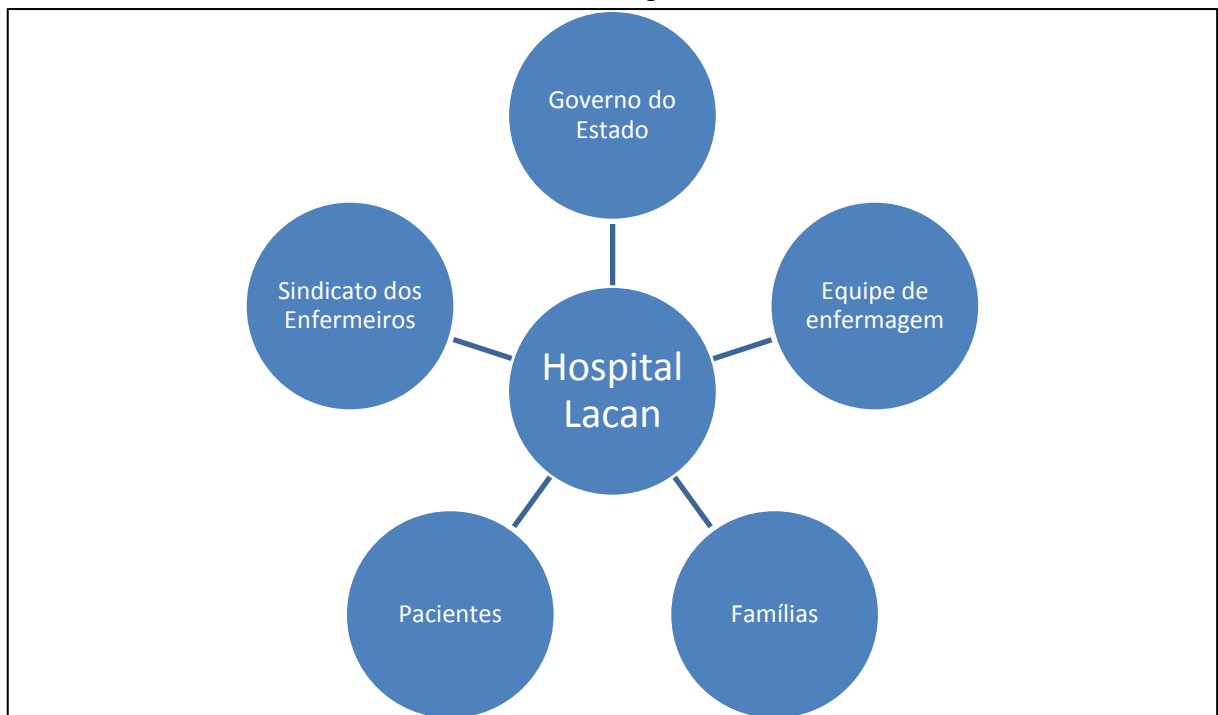 Governo do
Estado
Sindicato dos
Enfermeiros
Equipe de
enfermagem
Hospital
Lacan
Pacientes
Famílias